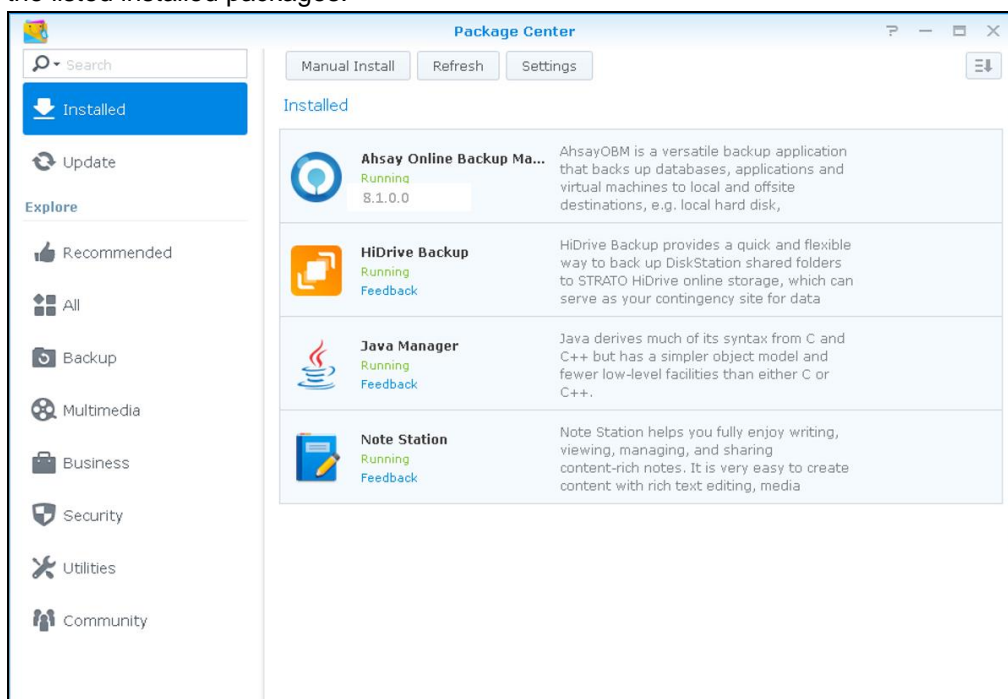 the listed installed packages.
Package Center
Search
Manual Install
Refresh
Settings
Installed
Update
Explore
Recommended
All
Backup
Multimedia
Business
Security
Utilities
Community
Installed
Ahsay Online Backup Ma...
Running
8.1.0.0
AhsayOBM is a versatile backup application
that backs up databases, applications and
virtual machines to local and offsite
destinations, e.g. local hard disk,
HiDrive Backup
Running
Feedback
HiDrive Backup provides a quick and flexible
way to back up DiskStation shared folders
to STRATO HiDrive online storage, which can
serve as your contingency site for data
Java Manager
Running
Feedback
Java derives much of its syntax from C and
C++ but has a simpler object model and
fewer low-level facilities than either C or
C++.
Note Station
Running
Feedback
Note Station helps you fully enjoy writing,
viewing, managing, and sharing
content-rich notes. It is very easy to create
content with rich text editing, media